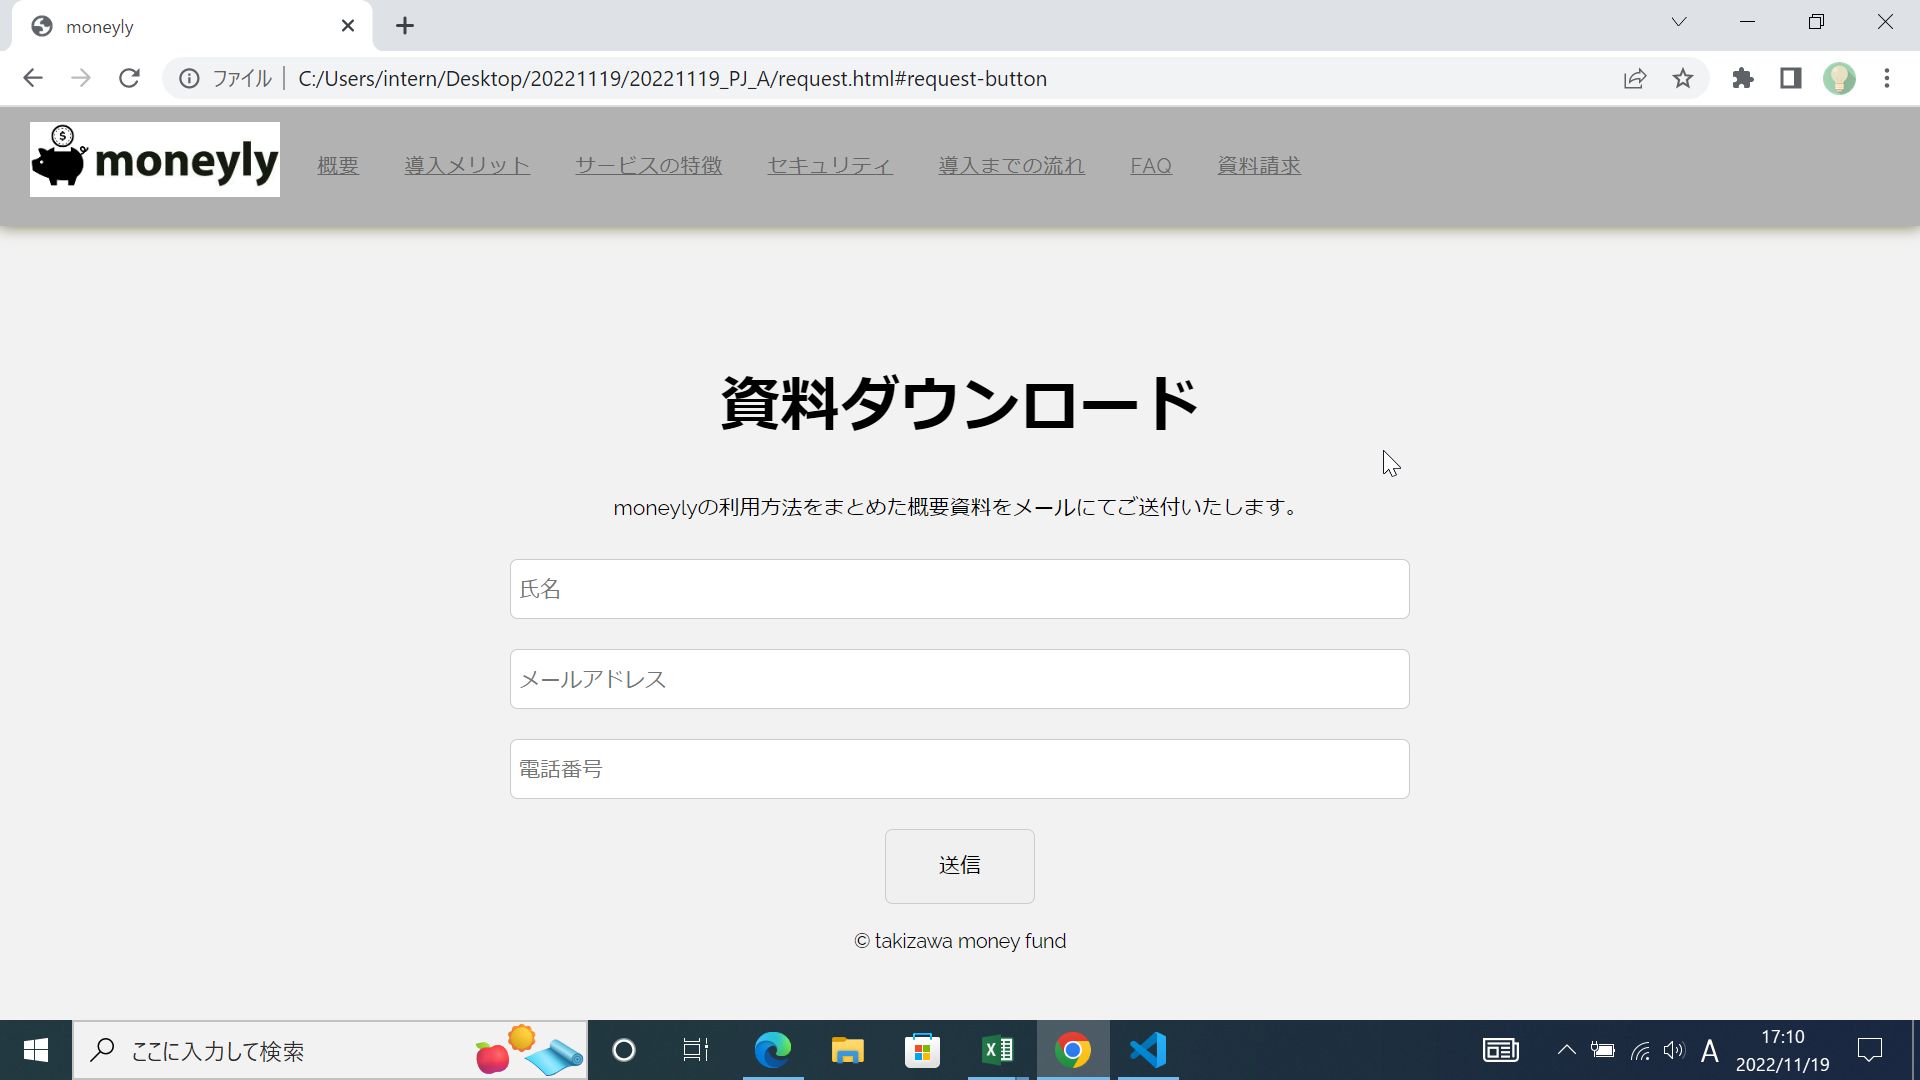 moneyly
ファイル | C:/Users/intern/Desktop/20221119/20221119_PJ_A/request.html#request-button
moneyly 概要 導入メリット サービスの特徴 セキュリティ 導入までの流れ FAQ 資料請求
資料ダウンロード
moneylyの利用方法をまとめた概要資料をメールにてご送付いたします。
氏名
メールアドレス
電話番号
送信
© takizawa money fund
ここに入力して検索
A
17:10
2022/11/19